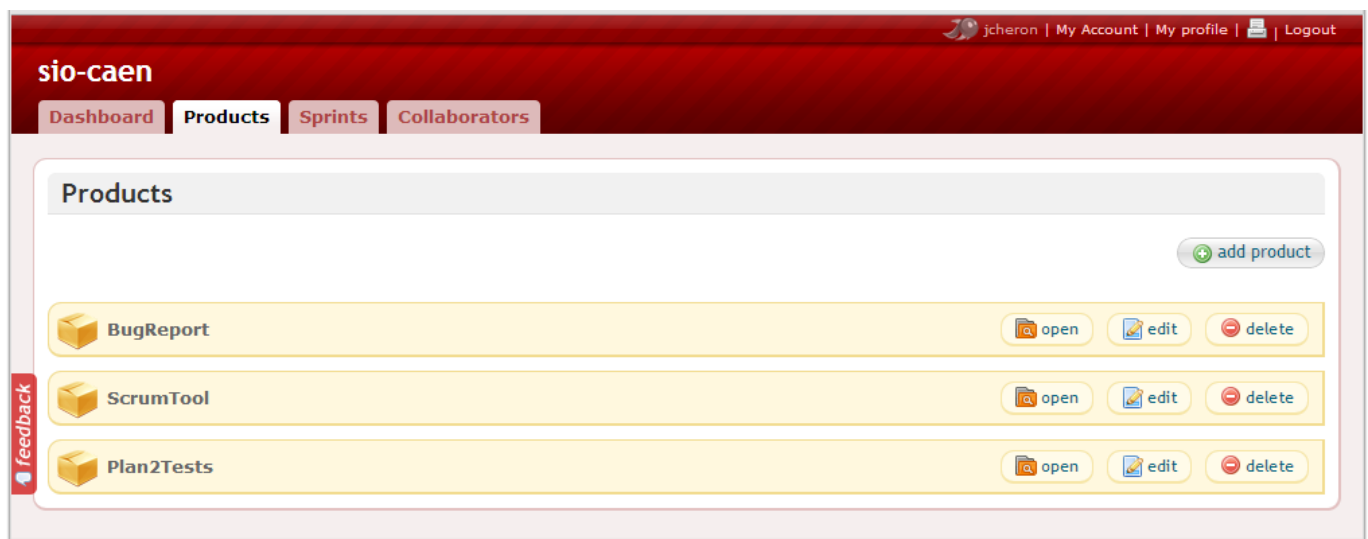 jcheron | My Account | My profile | | Logout
sio-caen
Dashboard Products Sprints Collaborators
Products
add product
BugReport open edit delete
ScrumTool open edit delete
feedback
Plan2Tests open edit delete